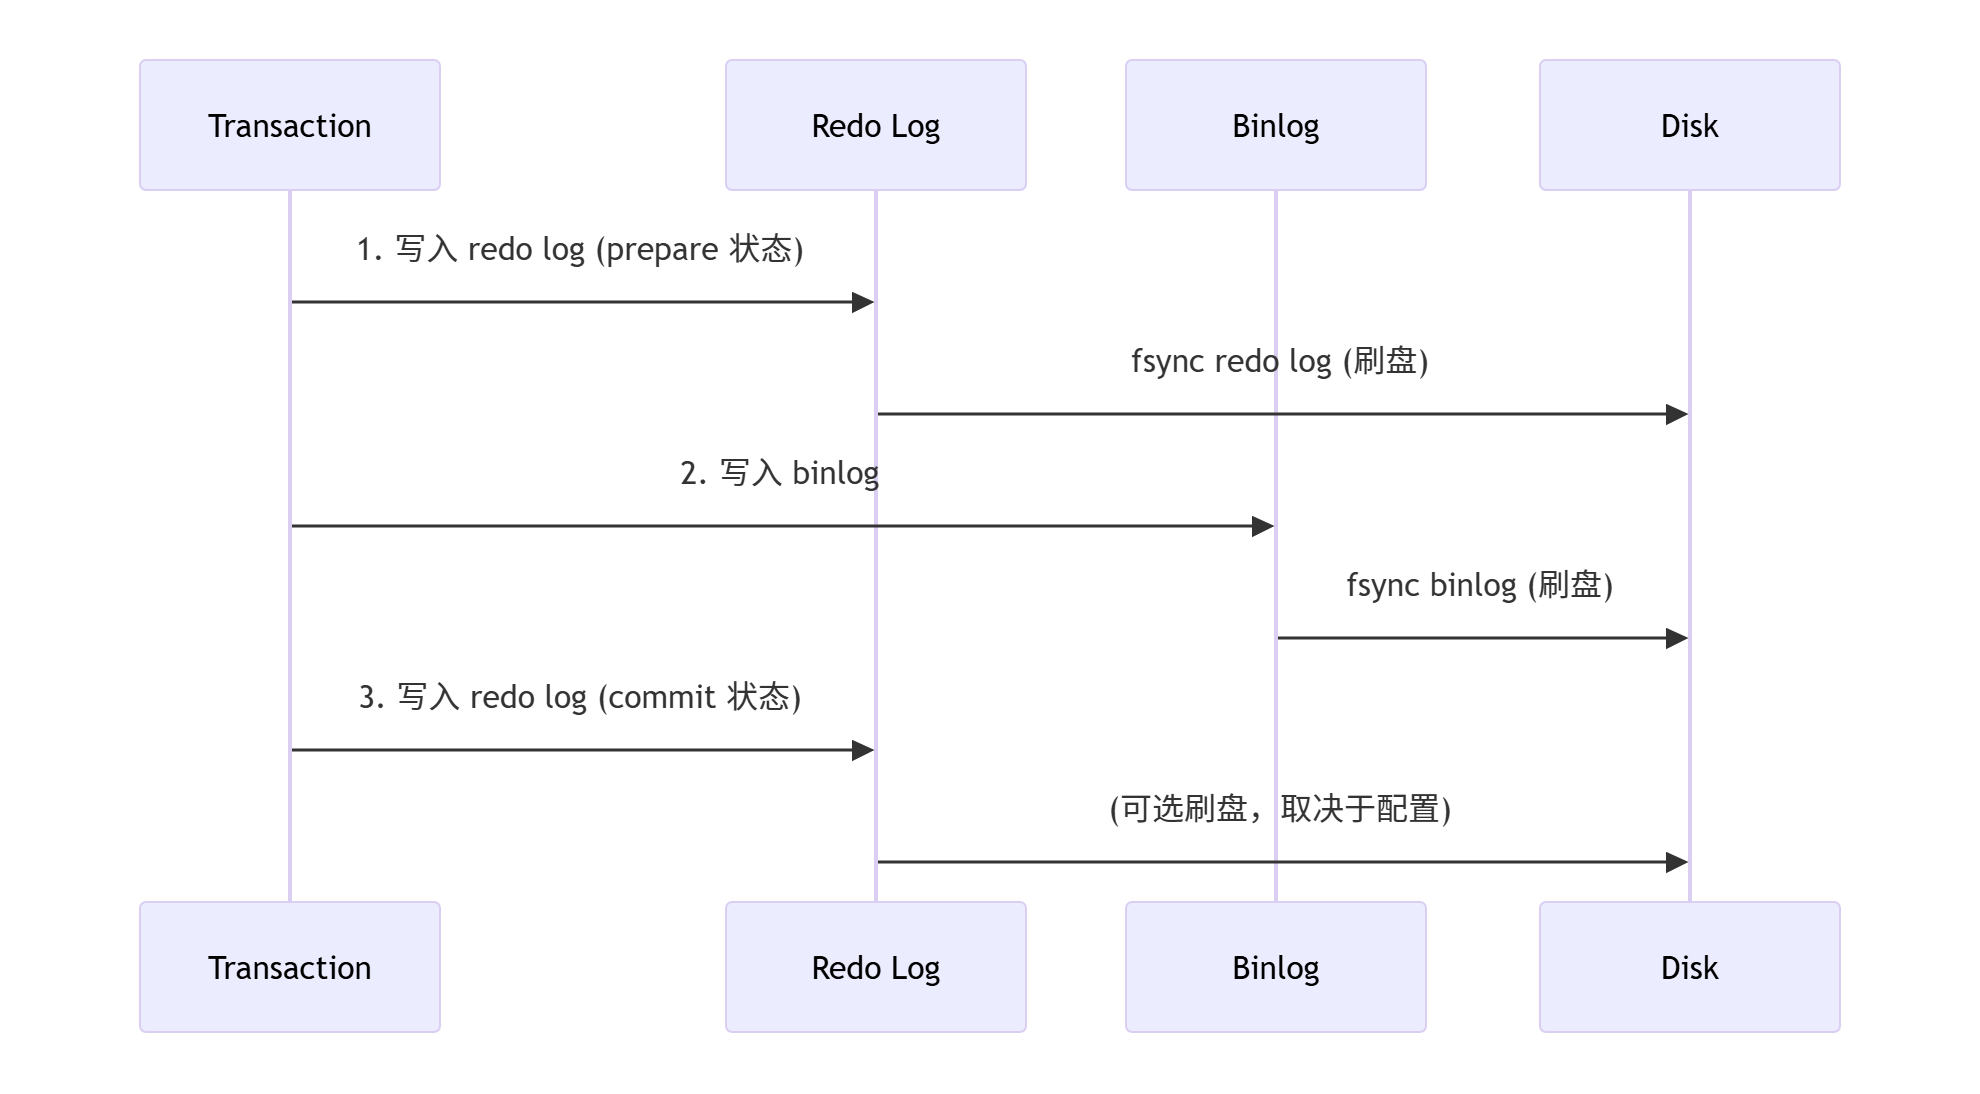 Transaction
Redo Log
Binlog
Disk
1. 写入 redo log (prepare 状态)
fsync redo log (刷盘)
2. 写入 binlog
fsync binlog (刷盘)
3. 写入 redo log (commit 状态)
(可选刷盘，取决于配置)
Transaction
Redo Log
Binlog
Disk